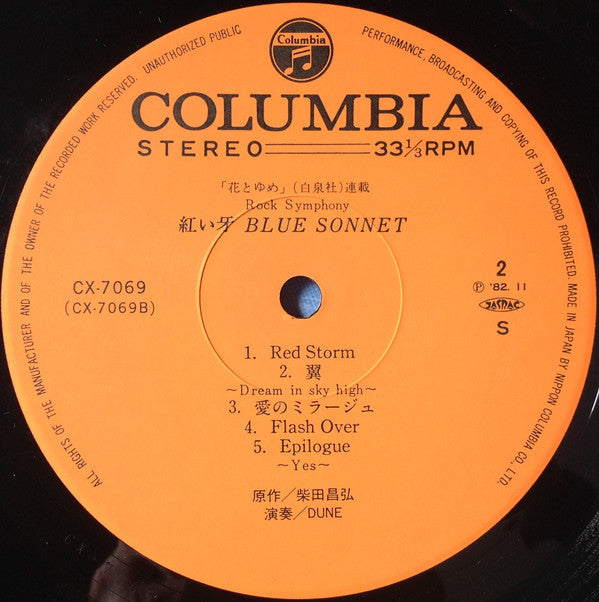 ALL RIGHTS OF THE MANUFACTURER AND OF THE OWNER OF THE RECORDED WORK RESERVED. UNAUTHORIZED PUBLIC PERFORMANCE, BROADCASTING AND COPYING OF THIS RECORD PROHIBITED. MADE IN JAPAN BY NIPPON COLUMBIA CO., LTD.
Columbia
COLUMBIA
STEREO 33⅓RPM
「花とゆめ」(白泉社)連載
Rock Symphony
紅い牙 BLUE SONNET
CX-7069
(CX-7069B)
2
Ⓟ '82. 11
JASRAC
S
1. Red Storm
2. 翼
~Dream in sky high~
3. 愛のミラージュ
4. Flash Over
5. Epilogue
~Yes~
原作/柴田昌弘
演奏/DUNE